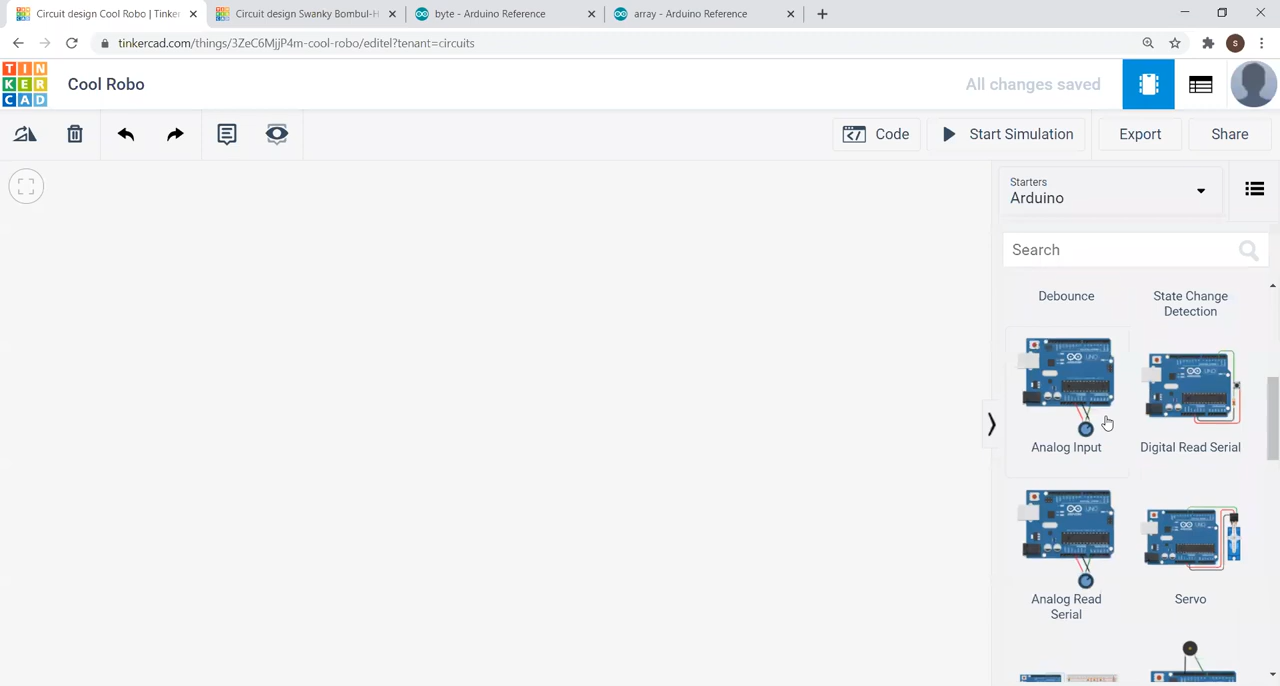 Circuit design Cool Robo | Tinker
Circuit design Swanky Bombul-H
byte - Arduino Reference
array - Arduino Reference
tinkercad.com/things/3ZeC6MjjP4m-cool-robo/editel?tenant=circuits
S
TIN
KER
CAD
Cool Robo
All changes saved
Code
Start Simulation
Export
Share
Starters
Arduino
Search
Debounce
State Change
Detection
Analog Input
Digital Read Serial
Analog Read
Serial
Servo